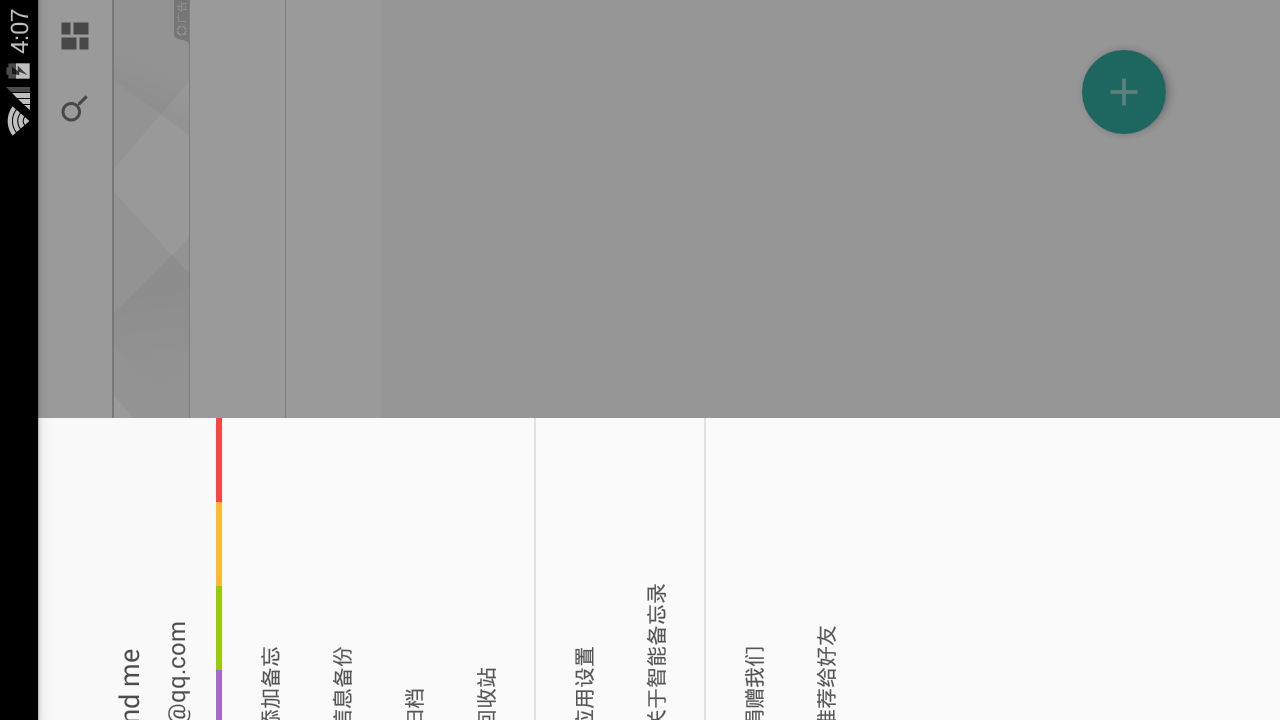 4:07
广告
nd me
@qq.com
添加备忘
信息备份
归档
回收站
应用设置
关于智能备忘录
捐赠我们
推荐给好友